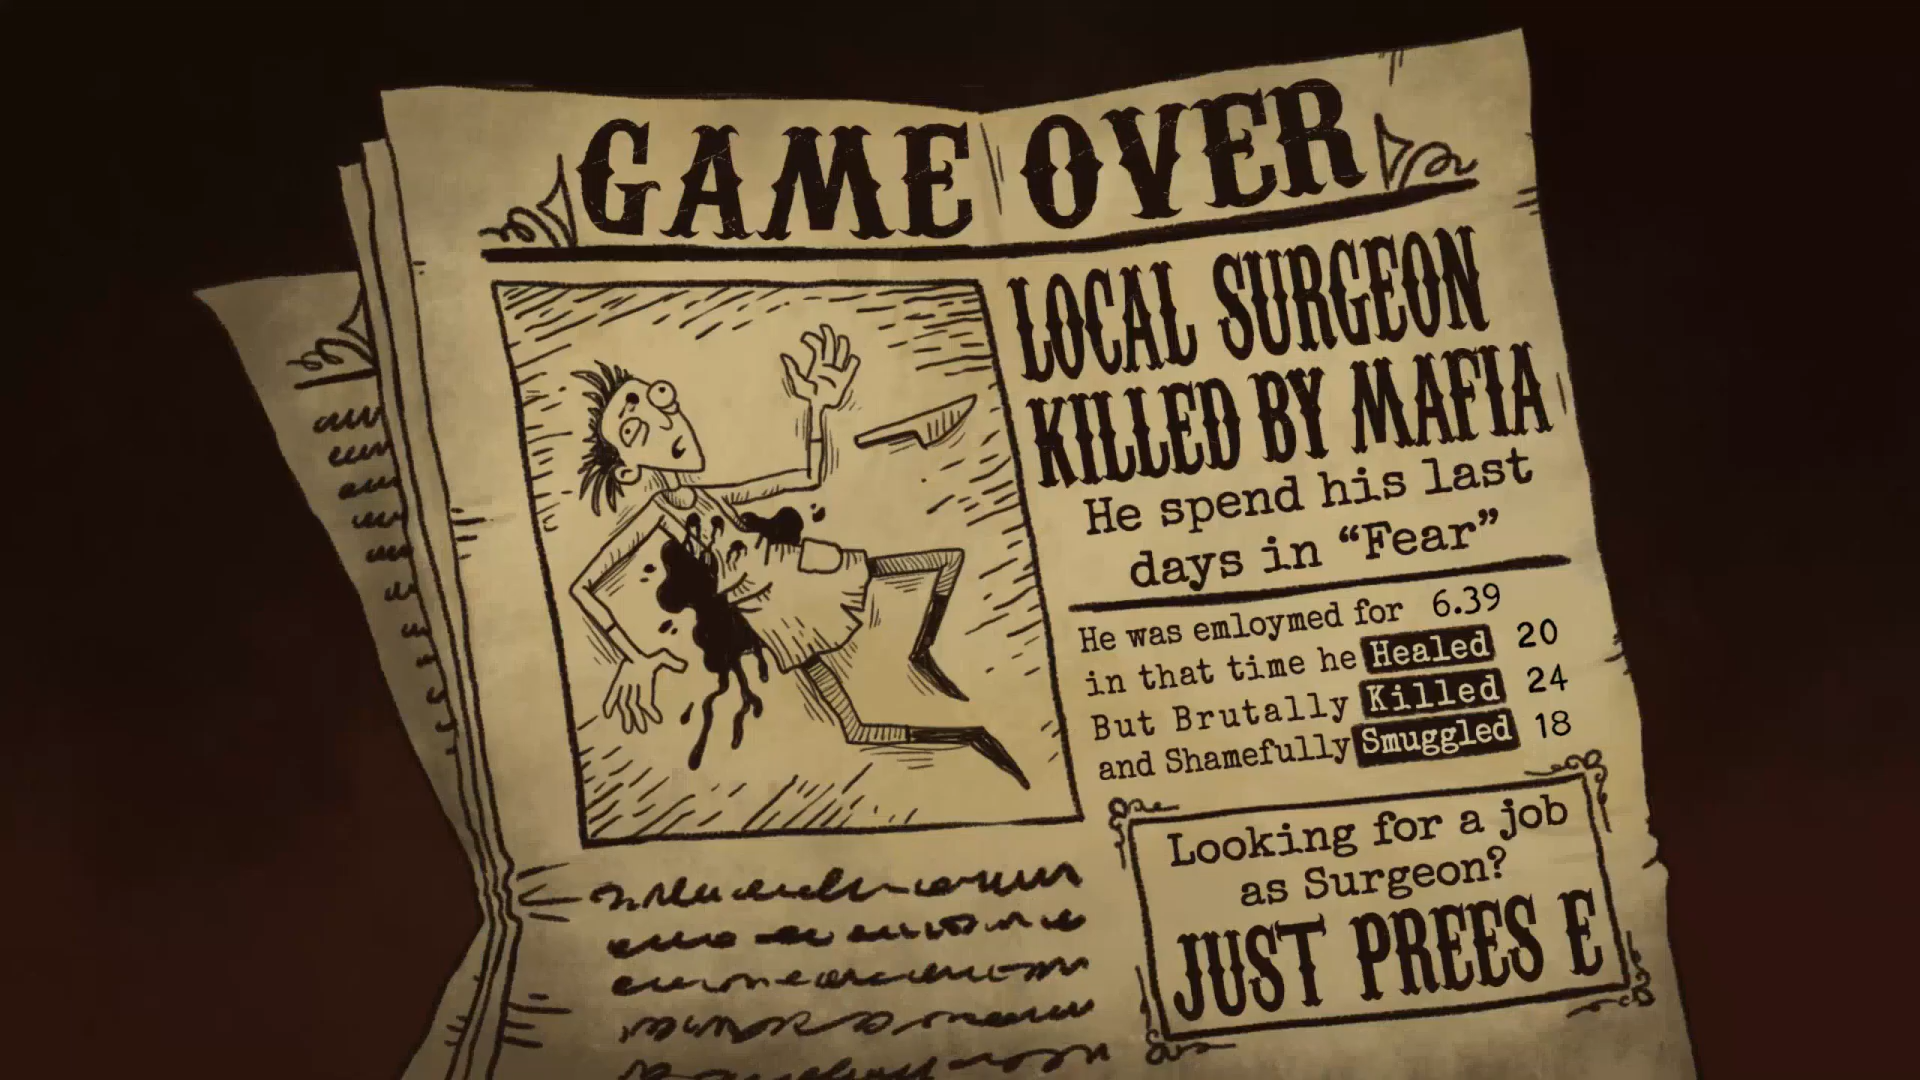 GAME OVER
LOCAL SURGEON
KILLED BY MAFIA
He spend his last
days in “Fear”
He was emloymed for 6.39
in that time he Healed 20
But Brutally Killed 24
and Shamefully Smuggled 18
Looking for a job
as Surgeon?
JUST PREES E